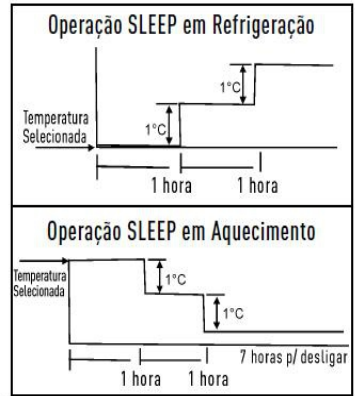 Operação SLEEP em Refrigeração
1°C
Temperatura
Selecionada
1°C
1 hora
1 hora
Operação SLEEP em Aquecimento
Temperatura
Selecionada
1°C
1°C
7 horas p/ desligar
1 hora
1 hora